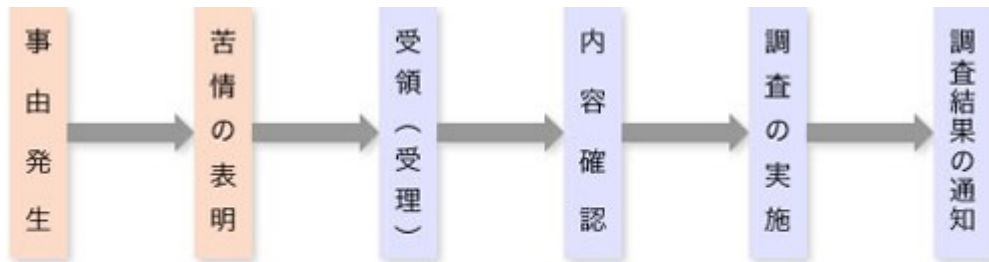 事由発生
苦情の表明
受領（受理）
内容確認
調査の実施
調査結果の通知